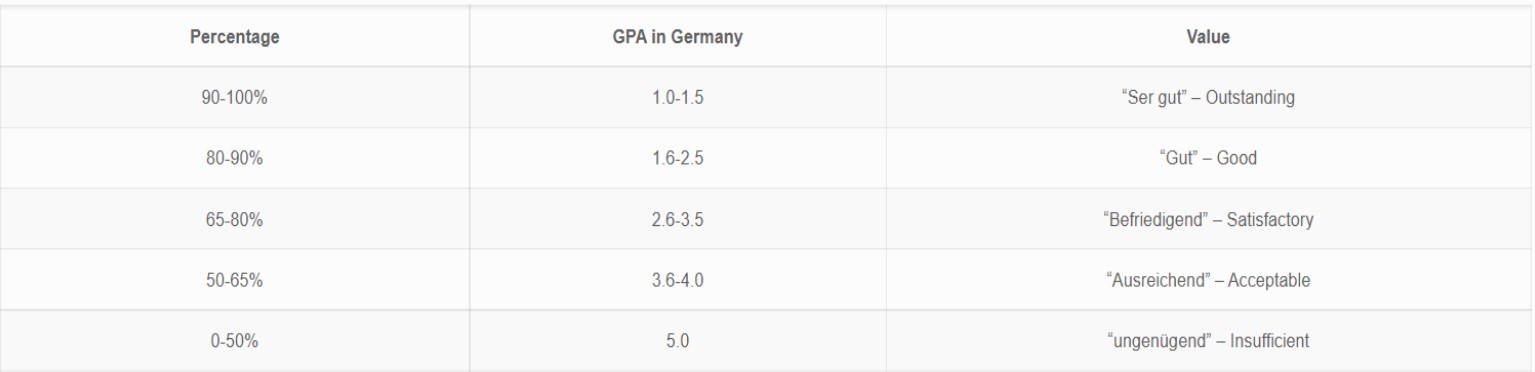 Percentage GPA in Germany Value
90-100% 1.0-1.5 “Ser gut” – Outstanding
80-90% 1.6-2.5 “Gut” – Good
65-80% 2.6-3.5 “Befriedigend” – Satisfactory
50-65% 3.6-4.0 “Ausreichend” – Acceptable
0-50% 5.0 “ungenügend” – Insufficient